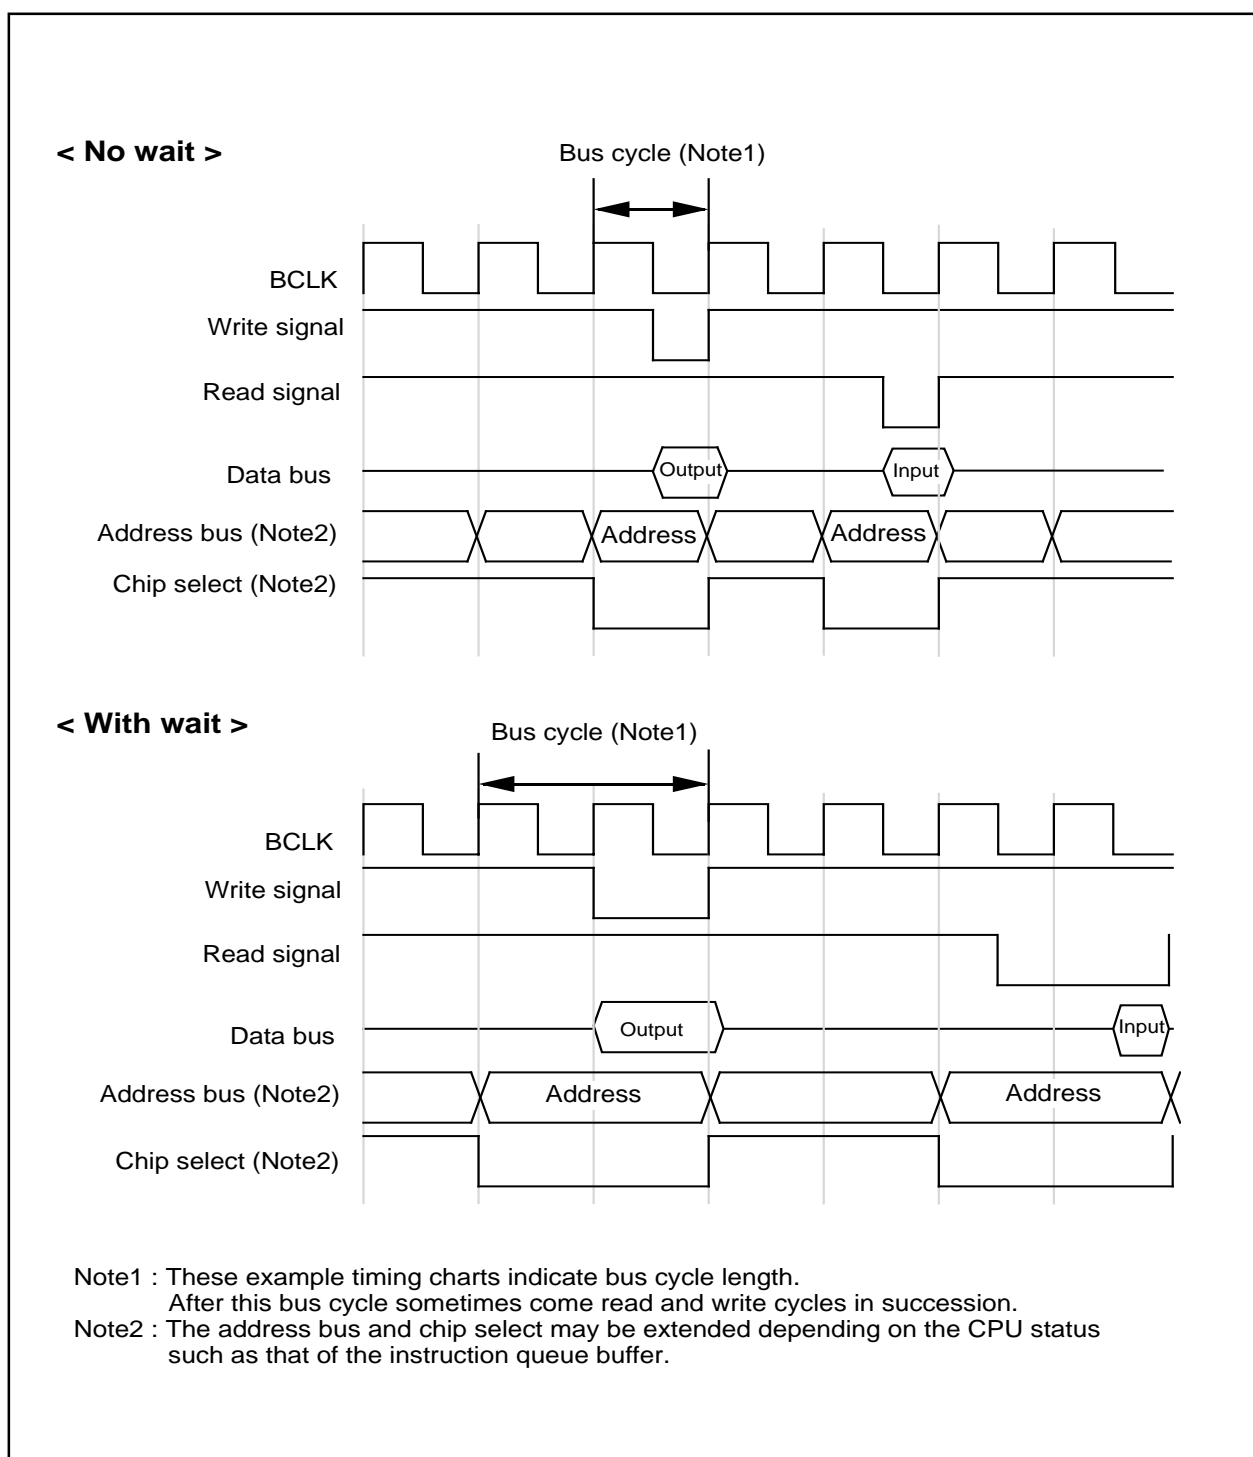 < No wait >
Bus cycle (Note1)
BCLK
Write signal
Read signal
Data bus
Output
Input
Address bus (Note2)
Address
Address
Chip select (Note2)
< With wait >
Bus cycle (Note1)
BCLK
Write signal
Read signal
Data bus
Output
Input
Address bus (Note2)
Address
Address
Chip select (Note2)
Note1 : These example timing charts indicate bus cycle length.
After this bus cycle sometimes come read and write cycles in succession.
Note2 : The address bus and chip select may be extended depending on the CPU status
such as that of the instruction queue buffer.